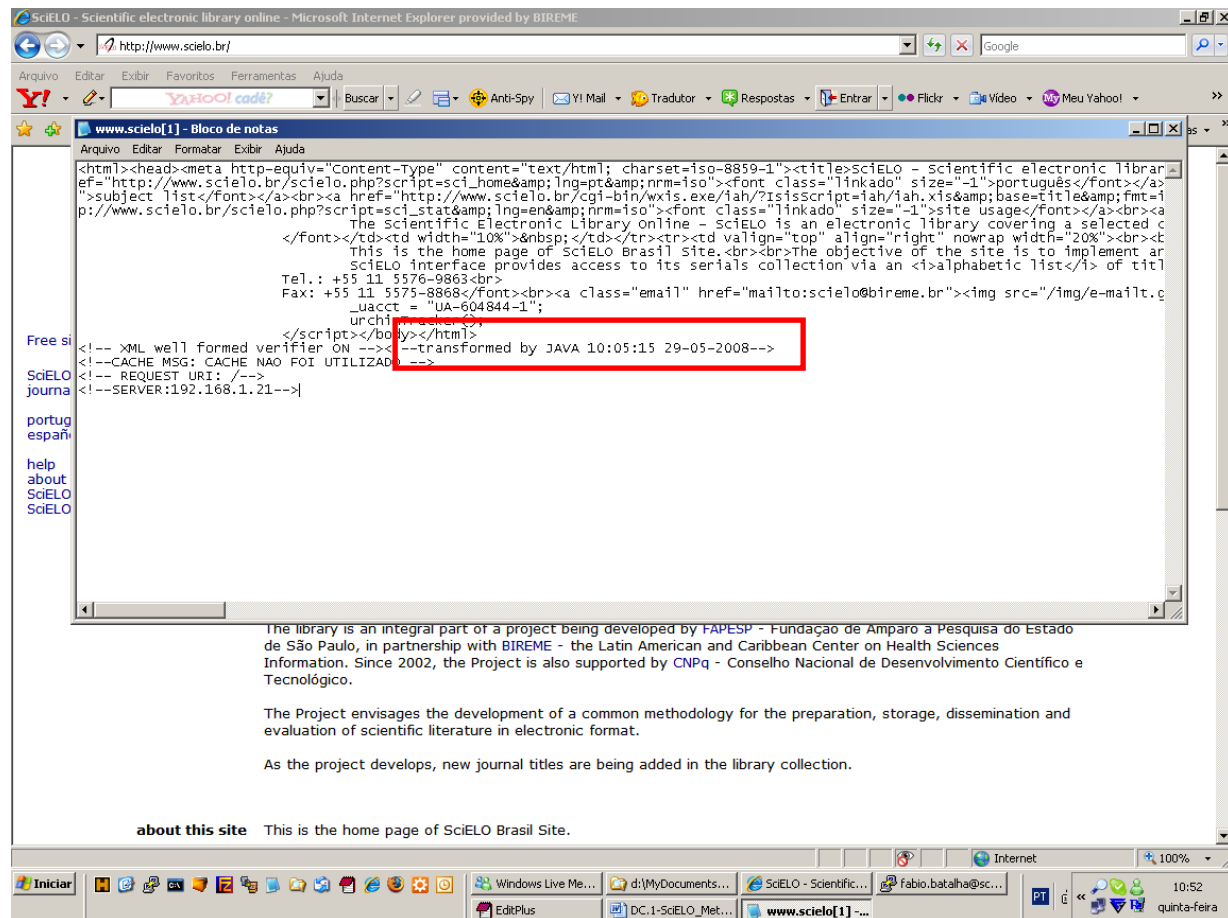 SciELO - Scientific electronic library online - Microsoft Internet Explorer provided by BIREME
http://www.scielo.br/
Google
Arquivo Editar Exibir Favoritos Ferramentas Ajuda
Y! YAHOO! cadê? Buscar Anti-Spy Y! Mail Tradutor Respostas Entrar Flickr Vídeo Meu Yahoo! »
www.scielo[1] - Bloco de notas
Arquivo Editar Formatar Exibir Ajuda
<html><head><meta http-equiv="Content-Type" content="text/html; charset=iso-8859-1"><title>SciELO - Scientific electronic librar
ef="http://www.scielo.br/scielo.php?script=sci_home&amp;lng=pt&amp;nrm=iso"><font class="linkado" size="-1">português</font></a>
">subject list</font></a><br><a href="http://www.scielo.br/cgi-bin/wxis.exe/iah/?IsisScript=iah/iah.xis&amp;base=title&amp;fmt=i
p://www.scielo.br/scielo.php?script=sci_stat&amp;lng=en&amp;nrm=iso"><font class="linkado" size="-1">site usage</font></a><br><a
The Scientific Electronic Library Online - SciELO is an electronic library covering a selected c
</font></td><td width="10%">&nbsp;</td></tr><tr><td valign="top" align="right" nowrap width="20%"><br><b
This is the home page of SciELO Brasil Site.<br><br>The objective of the site is to implement an
SciELO interface provides access to its serials collection via an <i>alphabetic list</i> of titl
Tel.: +55 11 5576-9863<br>
Fax: +55 11 5575-8868</font><br><a class="email" href="mailto:scielo@bireme.br"><img src="/img/e-mailt.g
_uacct = "UA-604844-1";
urchinTracker();
</script></body></html>
<!-- XML well formed verifier ON --><!--transformed by JAVA 10:05:15 29-05-2008-->
<!--CACHE MSG: CACHE NAO FOI UTILIZADO -->
<!-- REQUEST URI: /-->
<!--SERVER:192.168.1.21-->
Free si
SciELO
journa
portug
españ
help
about
SciELO
SciELO
The library is an integral part of a project being developed by FAPESP - Fundação de Amparo à Pesquisa do Estado
de São Paulo, in partnership with BIREME - the Latin American and Caribbean Center on Health Sciences
Information. Since 2002, the Project is also supported by CNPq - Conselho Nacional de Desenvolvimento Científico e
Tecnológico.
The Project envisages the development of a common methodology for the preparation, storage, dissemination and
evaluation of scientific literature in electronic format.
As the project develops, new journal titles are being added in the library collection.
about this site This is the home page of SciELO Brasil Site.
Internet 100%
Iniciar Windows Live Me... d:\MyDocuments... SciELO - Scientific... fabio.batalha@sc... PT « 10:52
EditPlus DC.1-SciELO_Met... www.scielo[1] -... quinta-feira